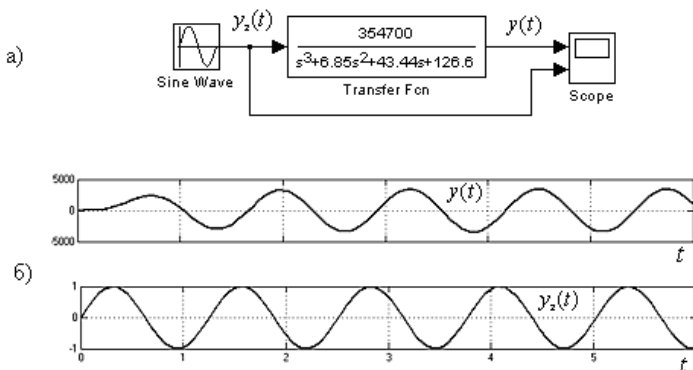 а)
y₂(t)
354700
s³+6.85s²+43.44s+126.6
y(t)
Sine Wave
Transfer Fcn
Scope
б)
5000
0
-5000
y(t)
t
1
0
-1
y₂(t)
0 1 2 3 4 5
t